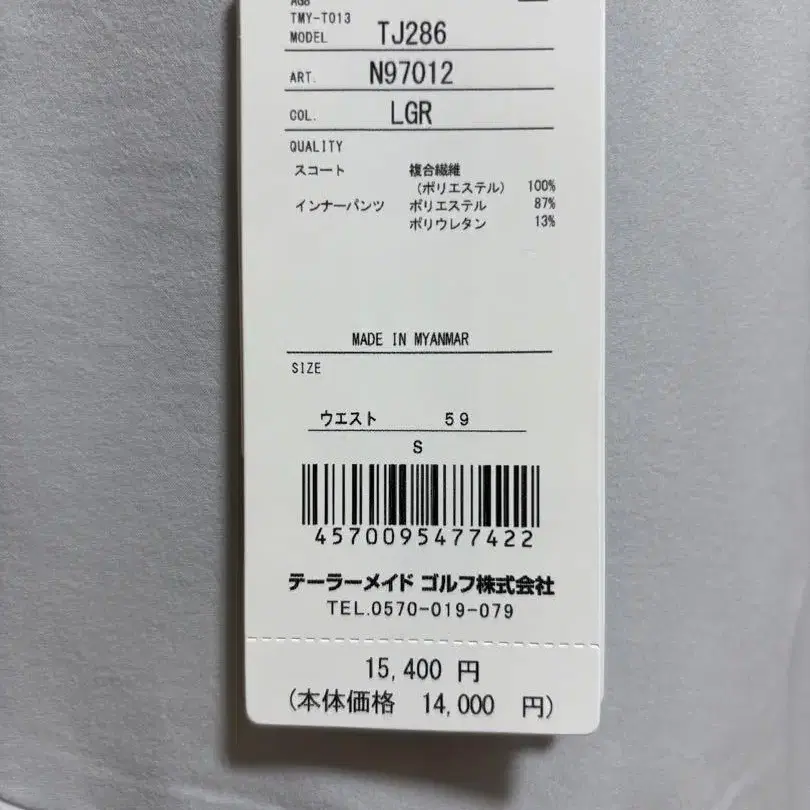 TMY-T013
MODEL TJ286
ART. N97012
COL. LGR
QUALITY
スコート 複合繊維
(ポリエステル) 100%
インナーパンツ ポリエステル 87%
ポリウレタン 13%
MADE IN MYANMAR
SIZE
ウエスト 59
S
4570095477422
テーラーメイド ゴルフ株式会社
TEL.0570-019-079
15,400 円
(本体価格 14,000 円)